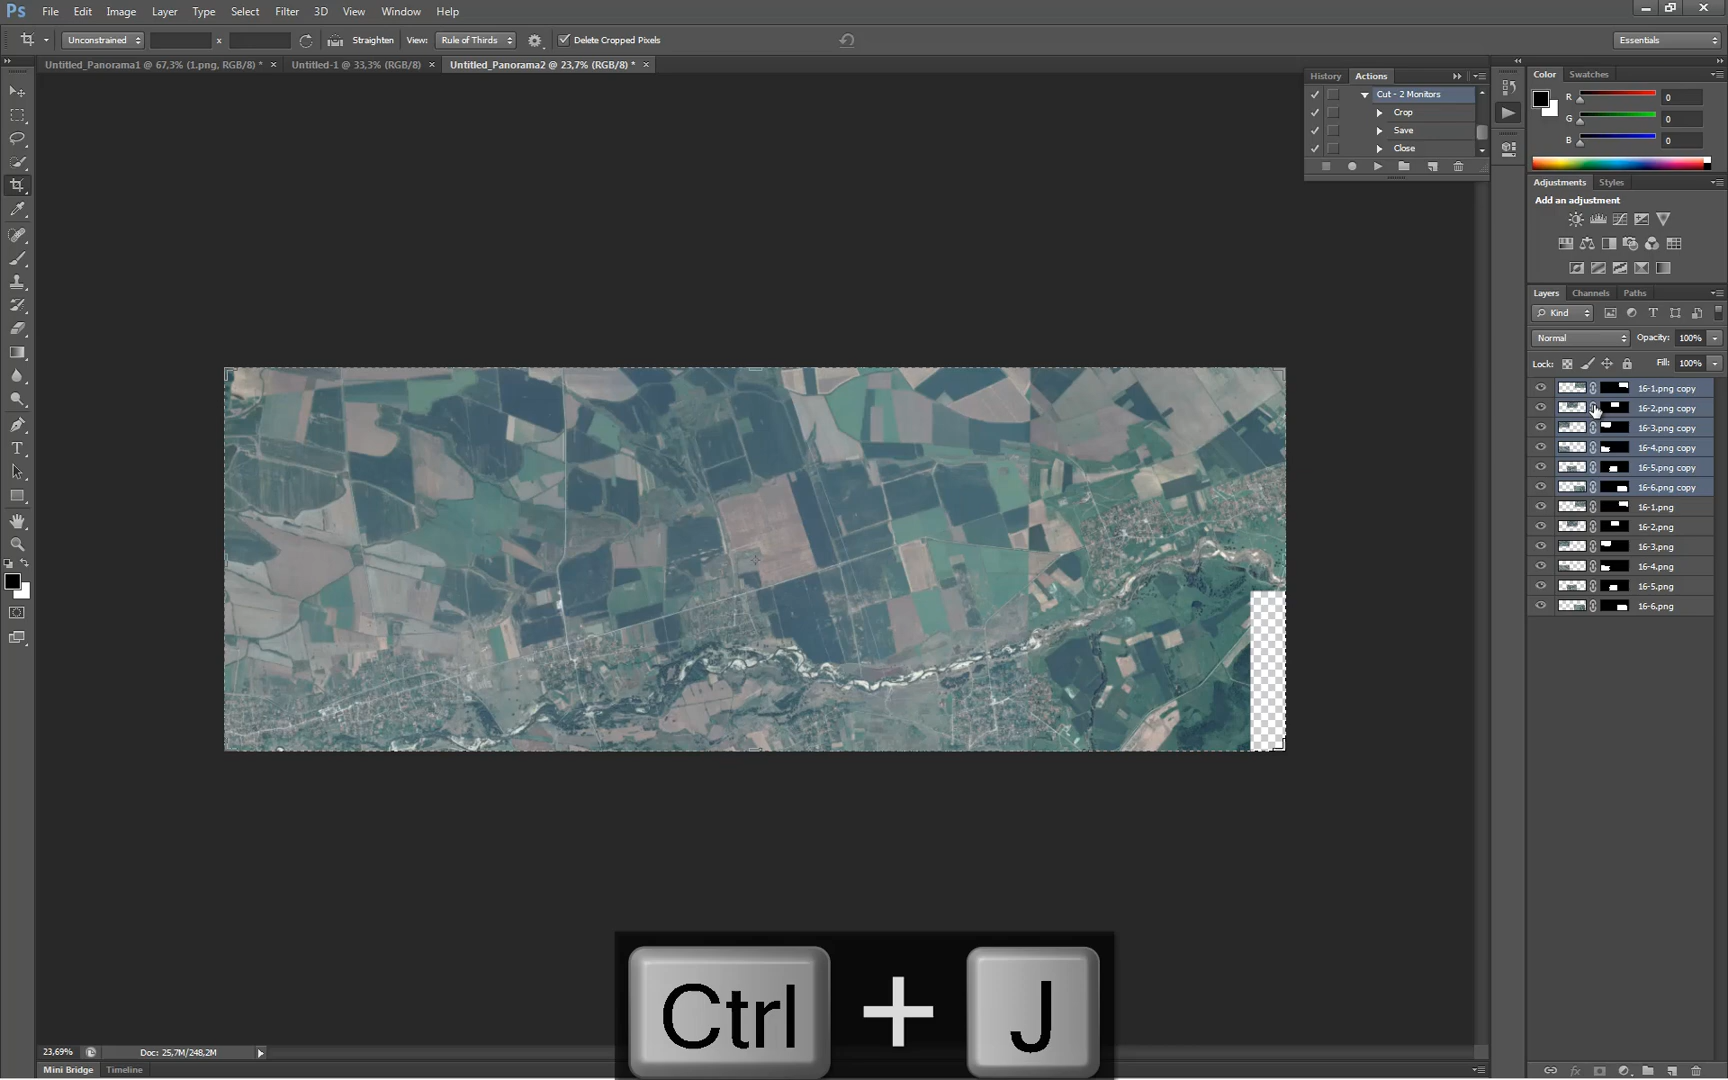 Ps File Edit Image Layer Type Select Filter 3D View Window Help
Unconstrained x Straighten View: Rule of Thirds Delete Cropped Pixels Essentials
Untitled_Panorama1 @ 67,3% (1.png, RGB/8) * × Untitled-1 @ 33,3% (RGB/8) × Untitled_Panorama2 @ 23,7% (RGB/8) * ×
History Actions
Cut - 2 Monitors
Crop
Save
Close
Color Swatches
R 0
G 0
B 0
Adjustments Styles
Add an adjustment
Layers Channels Paths
Kind
Normal Opacity: 100%
Lock: Fill: 100%
16-1.png copy
16-2.png copy
16-3.png copy
16-4.png copy
16-5.png copy
16-6.png copy
16-1.png
16-2.png
16-3.png
16-4.png
16-5.png
16-6.png
Ctrl + J
23,69% Doc: 25,7M/248,2M
Mini Bridge Timeline